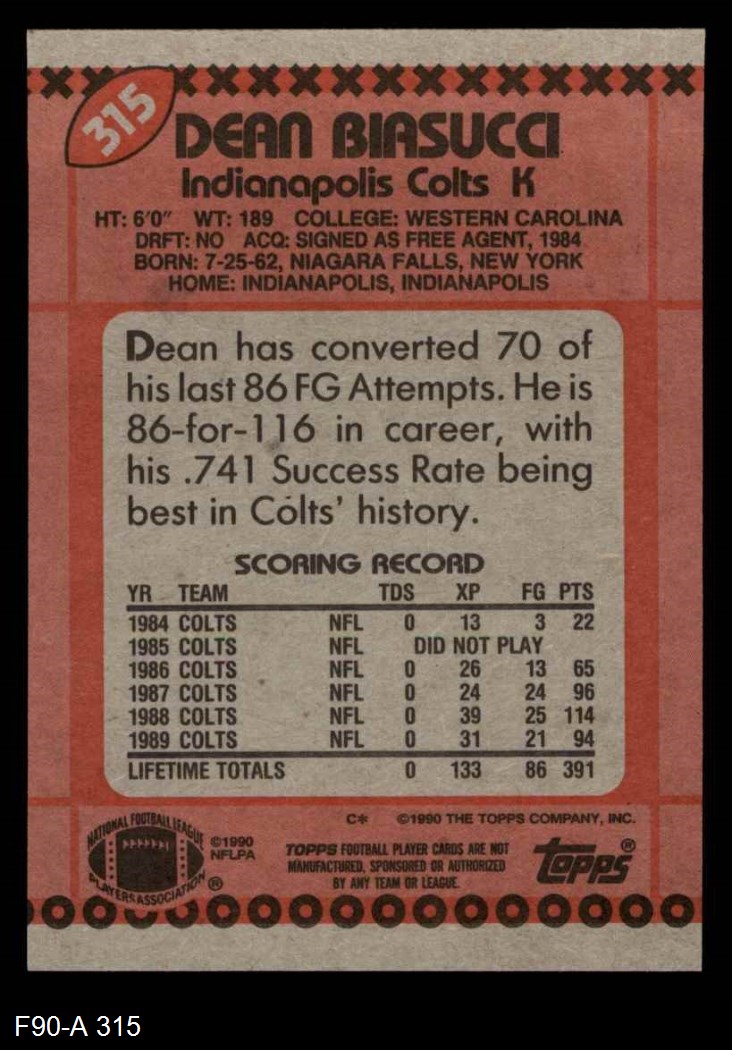 315
DEAN BIASUCCI
Indianapolis Colts K
HT: 6'0" WT: 189 COLLEGE: WESTERN CAROLINA
DRFT: NO ACQ: SIGNED AS FREE AGENT, 1984
BORN: 7-25-62, NIAGARA FALLS, NEW YORK
HOME: INDIANAPOLIS, INDIANAPOLIS
Dean has converted 70 of
his last 86 FG Attempts. He is
86-for-116 in career, with
his .741 Success Rate being
best in Colts' history.
SCORING RECORD
YR TEAM TDS XP FG PTS
1984 COLTS NFL 0 13 3 22
1985 COLTS NFL DID NOT PLAY
1986 COLTS NFL 0 26 13 65
1987 COLTS NFL 0 24 24 96
1988 COLTS NFL 0 39 25 114
1989 COLTS NFL 0 31 21 94
LIFETIME TOTALS 0 133 86 391
C* ©1990 THE TOPPS COMPANY, INC.
NATIONAL FOOTBALL LEAGUE
PLAYERS ASSOCIATION ®
©1990
NFLPA
TOPPS FOOTBALL PLAYER CARDS ARE NOT
MANUFACTURED, SPONSORED OR AUTHORIZED
BY ANY TEAM OR LEAGUE.
topps®
F90-A 315